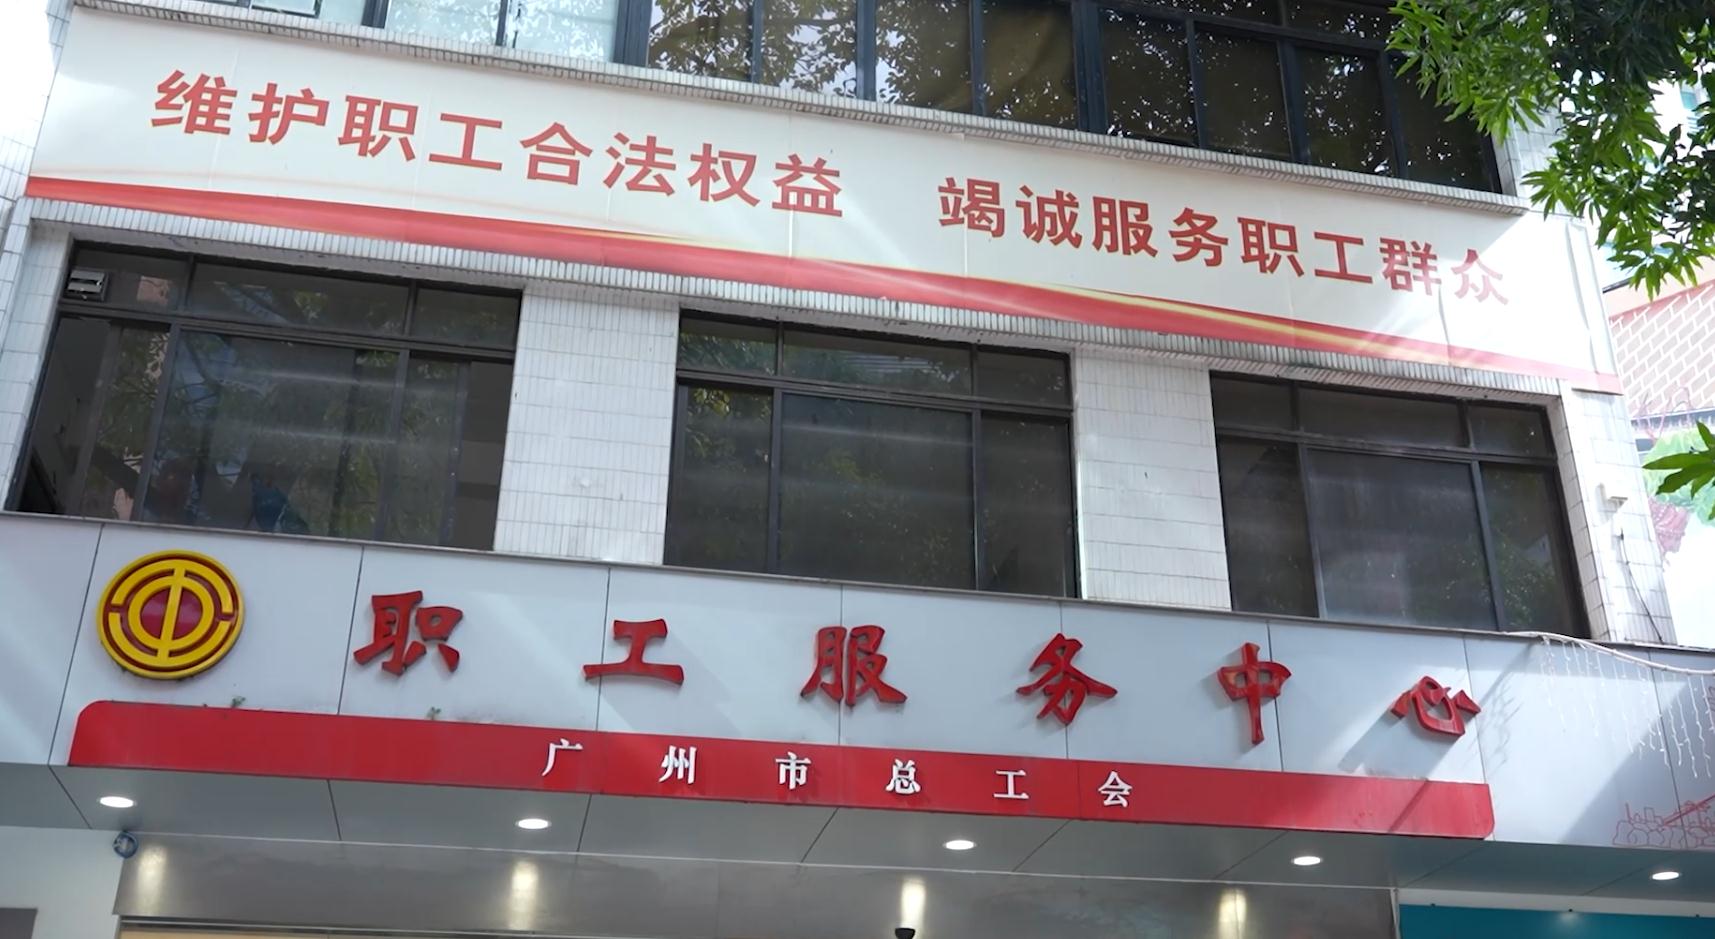 维护职工合法权益 竭诚服务职工群众
职工服务中心
广州市总工会